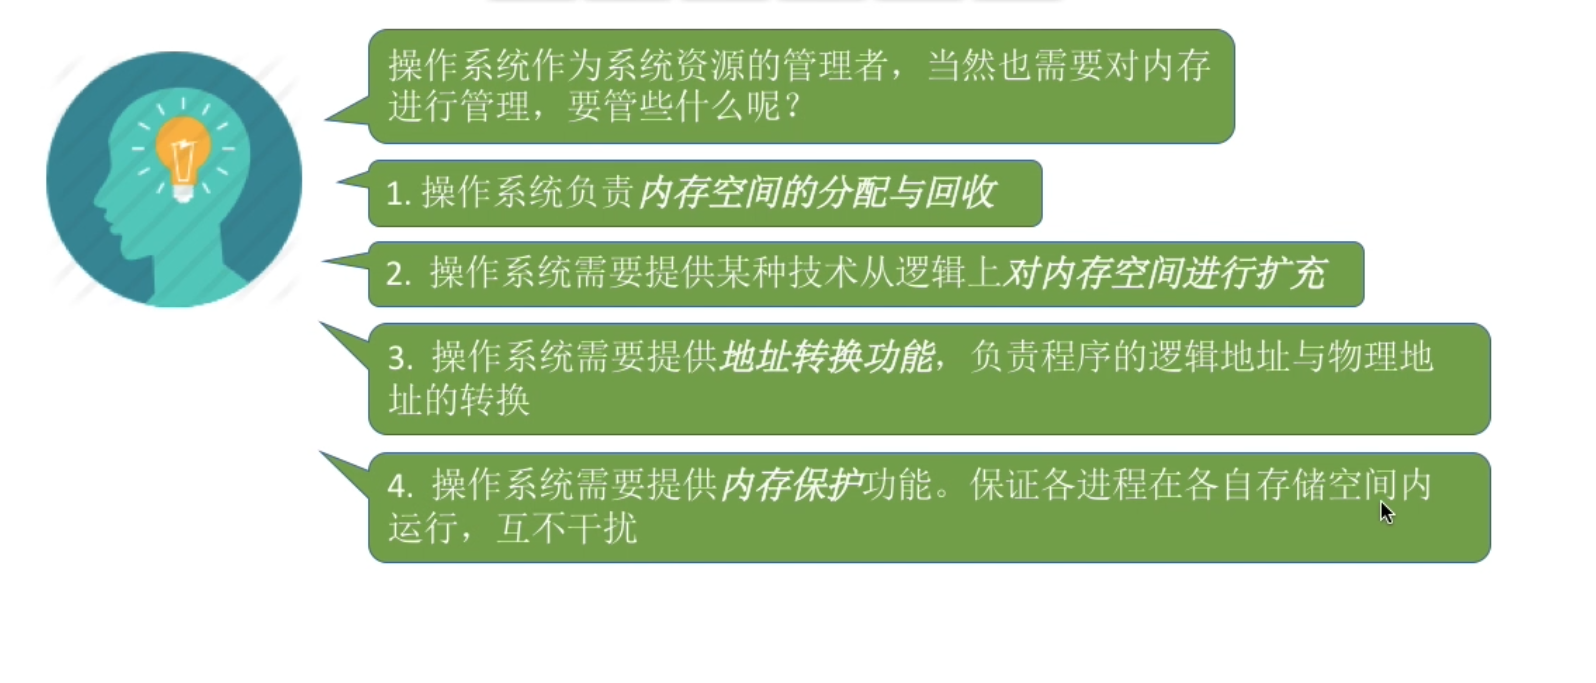 操作系统作为系统资源的管理者，当然也需要对内存
进行管理，要管些什么呢？
1. 操作系统负责内存空间的分配与回收
2. 操作系统需要提供某种技术从逻辑上对内存空间进行扩充
3. 操作系统需要提供地址转换功能，负责程序的逻辑地址与物理地
址的转换
4. 操作系统需要提供内存保护功能。保证各进程在各自存储空间内
运行，互不干扰